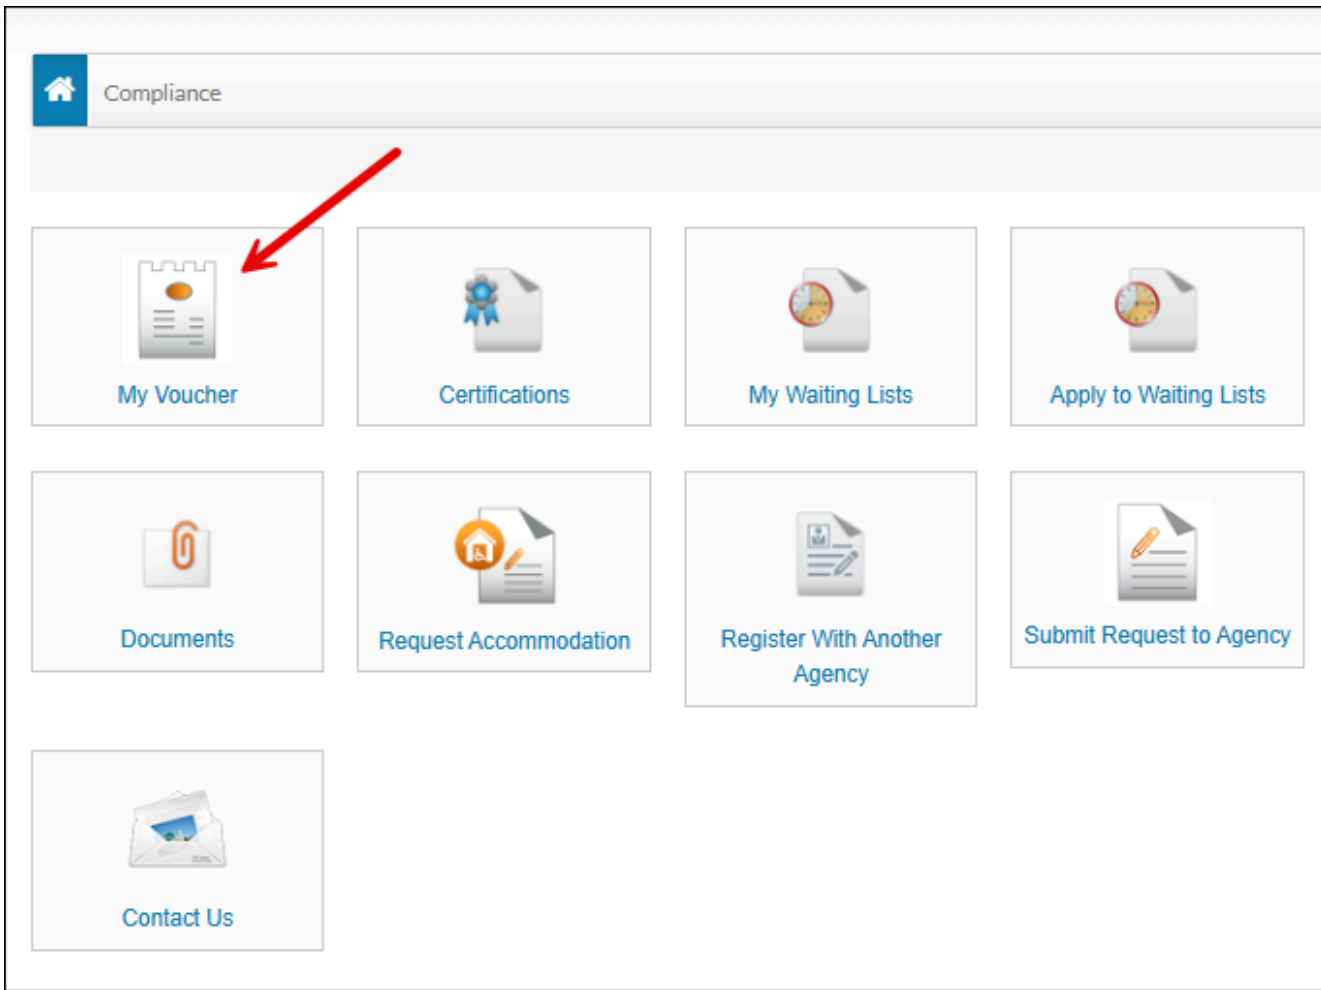 Compliance
My Voucher
Certifications
My Waiting Lists
Apply to Waiting Lists
Documents
Request Accommodation
Register With Another
Agency
Submit Request to Agency
Contact Us